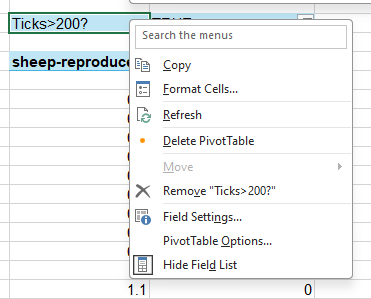 Ticks>200?
Search the menus
sheep-reproduce
Copy
Format Cells...
Refresh
Delete PivotTable
Move
Remove "Ticks>200?"
Field Settings...
PivotTable Options...
Hide Field List
1.1 0